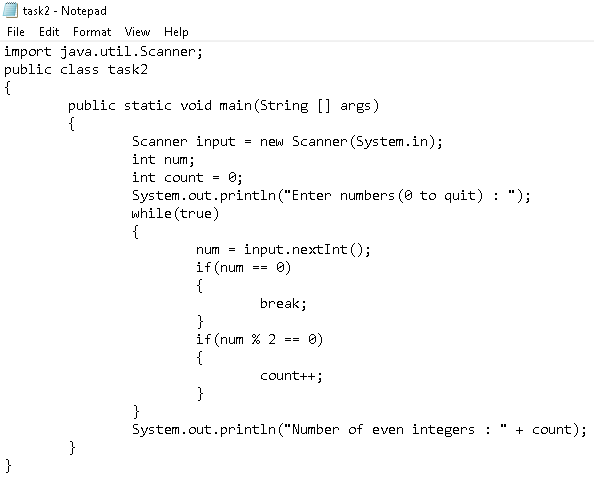 task2 - Notepad
File Edit Format View Help
import java.util.Scanner;
public class task2
{
        public static void main(String [] args)
        {
                Scanner input = new Scanner(System.in);
                int num;
                int count = 0;
                System.out.println("Enter numbers(0 to quit) : ");
                while(true)
                {
                        num = input.nextInt();
                        if(num == 0)
                        {
                                break;
                        }
                        if(num % 2 == 0)
                        {
                                count++;
                        }
                }
                System.out.println("Number of even integers : " + count);
        }
}